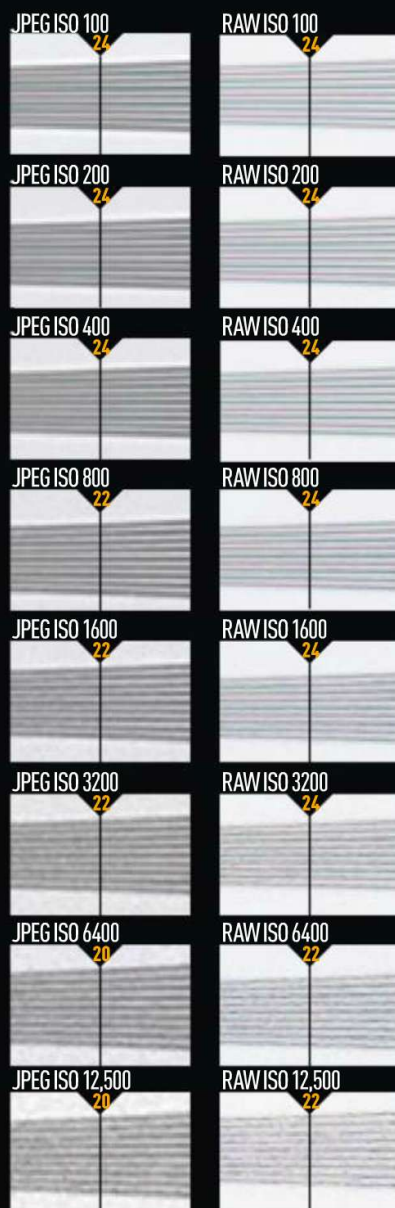 JPEG ISO 100 RAW ISO 100
24 24
JPEG ISO 200 RAW ISO 200
24 24
JPEG ISO 400 RAW ISO 400
24 24
JPEG ISO 800 RAW ISO 800
22 24
JPEG ISO 1600 RAW ISO 1600
22 24
JPEG ISO 3200 RAW ISO 3200
22 24
JPEG ISO 6400 RAW ISO 6400
20 22
JPEG ISO 12,500 RAW ISO 12,500
20 22